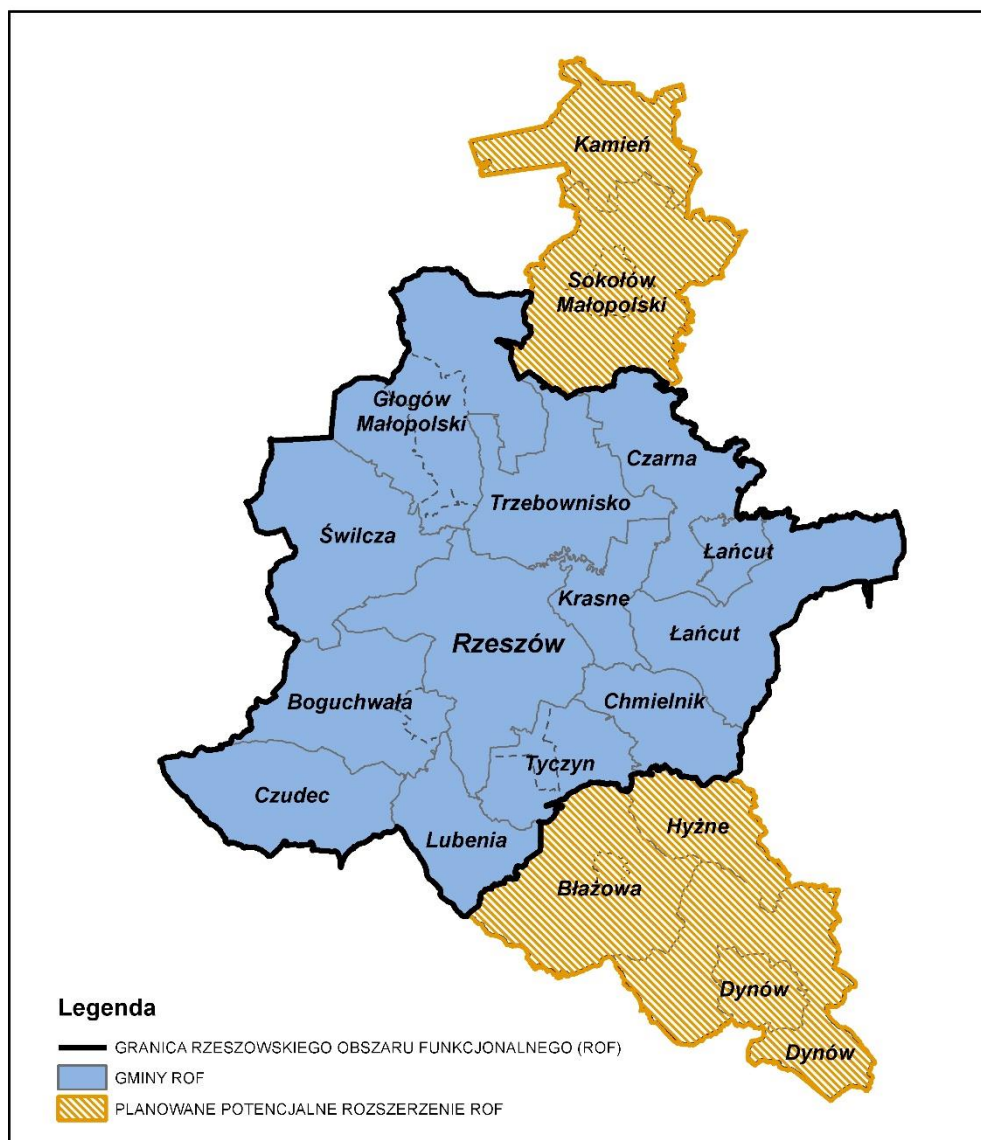 Kamień
Sokołów
Małopolski
Głogów
Małopolski
Czarna
Trzebownisko
Świlcza
Łańcut
Krasne
Łańcut
Rzeszów
Chmielnik
Boguchwała
Tyczyn
Czudec
Lubenia
Hyżne
Błażowa
Dynów
Dynów
Legenda
GRANICA RZESZOWSKIEGO OBSZARU FUNKCJONALNEGO (ROF)
GMINY ROF
PLANOWANE POTENCJALNE ROZSZERZENIE ROF